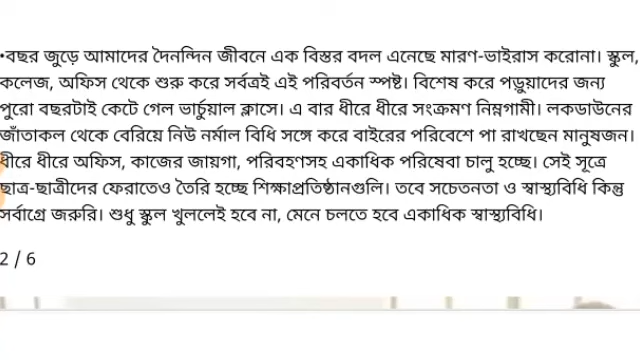 •বছর জুড়ে আমাদের দৈনন্দিন জীবনে এক বিস্তর বদল এনেছে মারণ-ভাইরাস করোনা। স্কুল,
কলেজ, অফিস থেকে শুরু করে সর্বত্রই এই পরিবর্তন স্পষ্ট। বিশেষ করে পড়ুয়াদের জন্য
পুরো বছরটাই কেটে গেল ভার্চুয়াল ক্লাসে। এ বার ধীরে ধীরে সংক্রমণ নিম্নগামী। লকডাউনের
জাঁতাকল থেকে বেরিয়ে নিউ নর্মাল বিধি সঙ্গে করে বাইরের পরিবেশে পা রাখছেন মানুষজন।
ধীরে ধীরে অফিস, কাজের জায়গা, পরিবহণসহ একাধিক পরিষেবা চালু হচ্ছে। সেই সূত্রে
ছাত্র-ছাত্রীদের ফেরাতেও তৈরি হচ্ছে শিক্ষাপ্রতিষ্ঠানগুলি। তবে সচেতনতা ও স্বাস্থ্যবিধি কিন্তু
সর্বাগ্রে জরুরি। শুধু স্কুল খুললেই হবে না, মেনে চলতে হবে একাধিক স্বাস্থ্যবিধি।
2 / 6